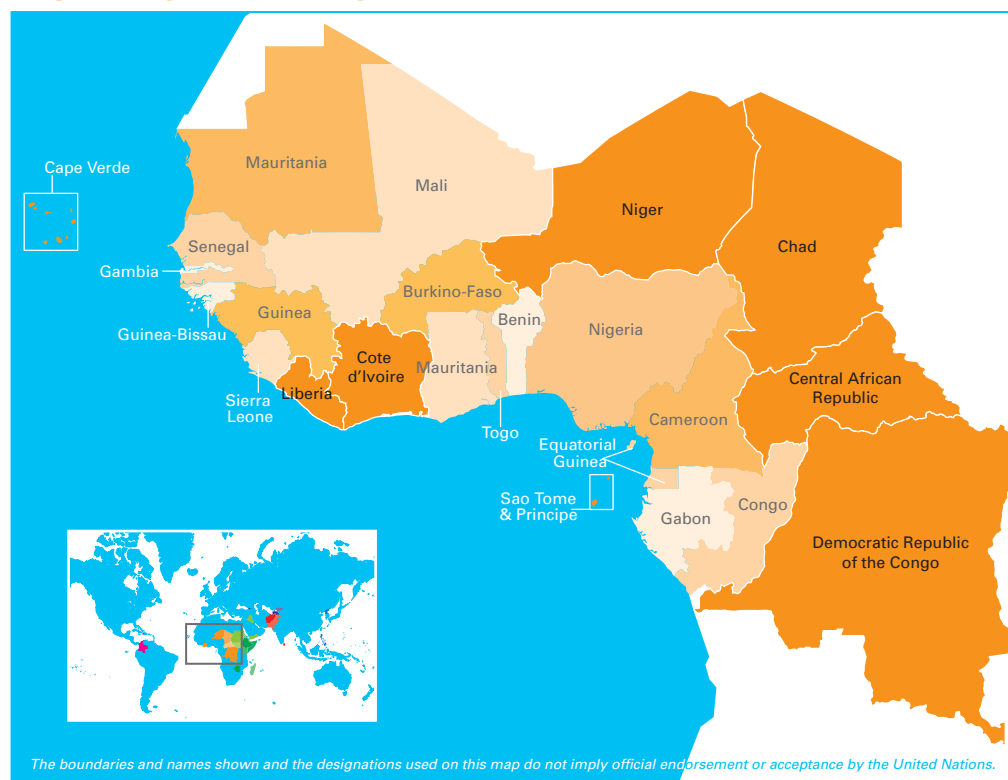 Cape Verde
Mauritania
Mali
Niger
Chad
Senegal
Gambia
Guinea-Bissau
Guinea
Burkino-Faso
Benin
Nigeria
Cote
d'Ivoire
Mauritania
Liberia
Sierra
Leone
Togo
Central African
Republic
Cameroon
Equatorial
Guinea
Sao Tome
& Principe
Gabon
Congo
Democratic Republic
of the Congo
The boundaries and names shown and the designations used on this map do not imply official endorsement or acceptance by the United Nations.